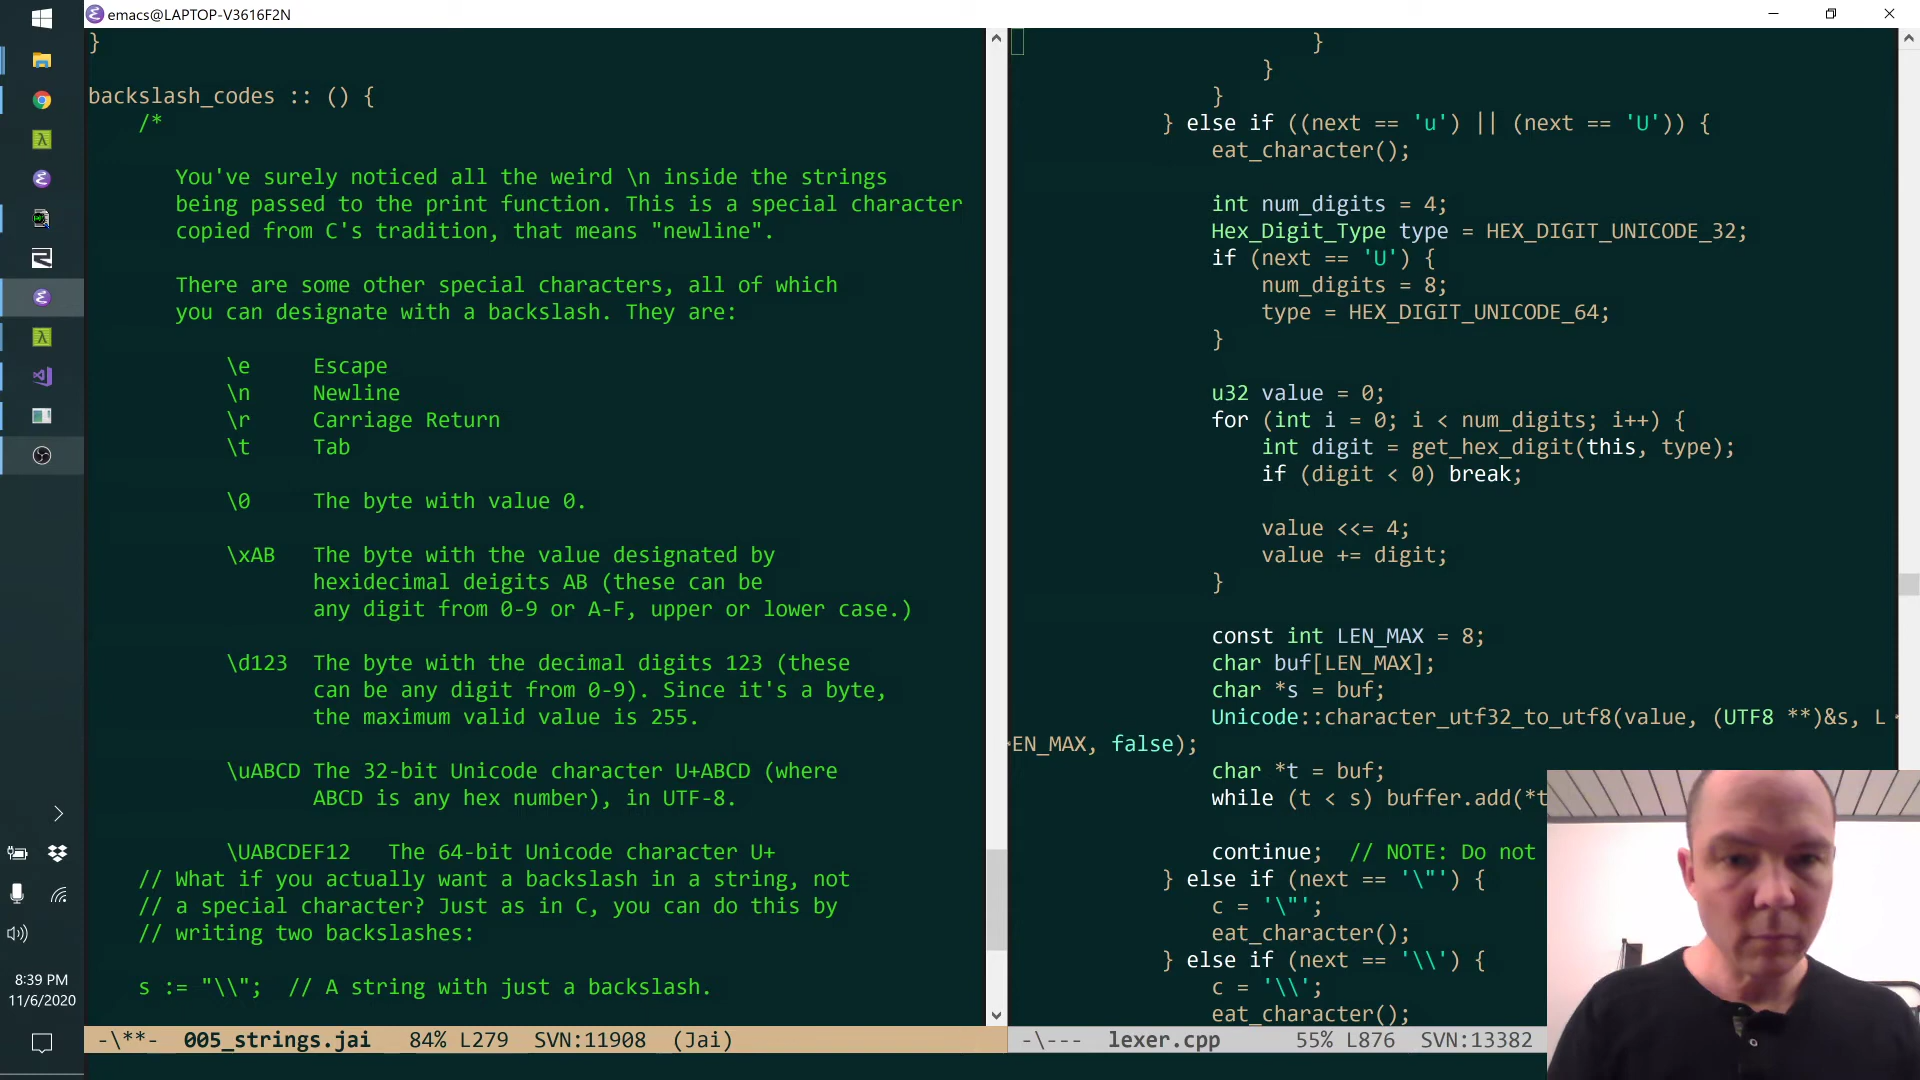 emacs@LAPTOP-V3616F2N
}
backslash_codes :: () {
/*
You've surely noticed all the weird \n inside the strings
being passed to the print function. This is a special character
copied from C's tradition, that means "newline".
There are some other special characters, all of which
you can designate with a backslash. They are:
\e Escape
\n Newline
\r Carriage Return
\t Tab
\0 The byte with value 0.
\xAB The byte with the value designated by
hexidecimal deigits AB (these can be
any digit from 0-9 or A-F, upper or lower case.)
\d123 The byte with the decimal digits 123 (these
can be any digit from 0-9). Since it's a byte,
the maximum valid value is 255.
\uABCD The 32-bit Unicode character U+ABCD (where
ABCD is any hex number), in UTF-8.
\UABCDEF12 The 64-bit Unicode character U+
// What if you actually want a backslash in a string, not
// a special character? Just as in C, you can do this by
// writing two backslashes:
s := "\\"; // A string with just a backslash.
-\**- 005_strings.jai 84% L279 SVN:11908 (Jai)
}
}
}
} else if ((next == 'u') || (next == 'U')) {
eat_character();
int num_digits = 4;
Hex_Digit_Type type = HEX_DIGIT_UNICODE_32;
if (next == 'U') {
num_digits = 8;
type = HEX_DIGIT_UNICODE_64;
}
u32 value = 0;
for (int i = 0; i < num_digits; i++) {
int digit = get_hex_digit(this, type);
if (digit < 0) break;
value <<= 4;
value += digit;
}
const int LEN_MAX = 8;
char buf[LEN_MAX];
char *s = buf;
Unicode::character_utf32_to_utf8(value, (UTF8 **)&s, L
EN_MAX, false);
char *t = buf;
while (t < s) buffer.add(*t
continue; // NOTE: Do not
} else if (next == '\"') {
c = '\"';
eat_character();
} else if (next == '\\') {
c = '\\';
eat_character();
-\--- lexer.cpp 55% L876 SVN:13382
8:39 PM
11/6/2020